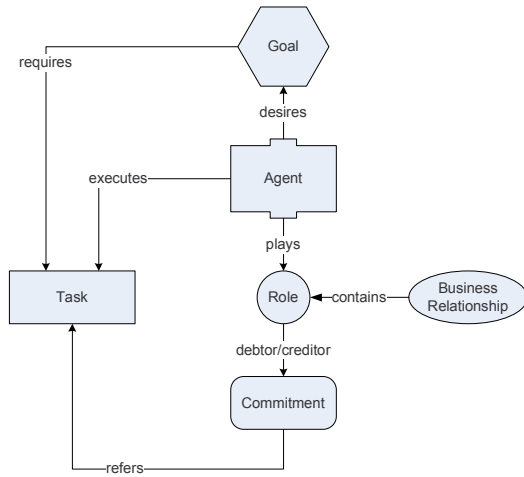 Goal
requires
desires
executes
Agent
plays
Task
Role
contains
Business
Relationship
debtor/creditor
Commitment
refers